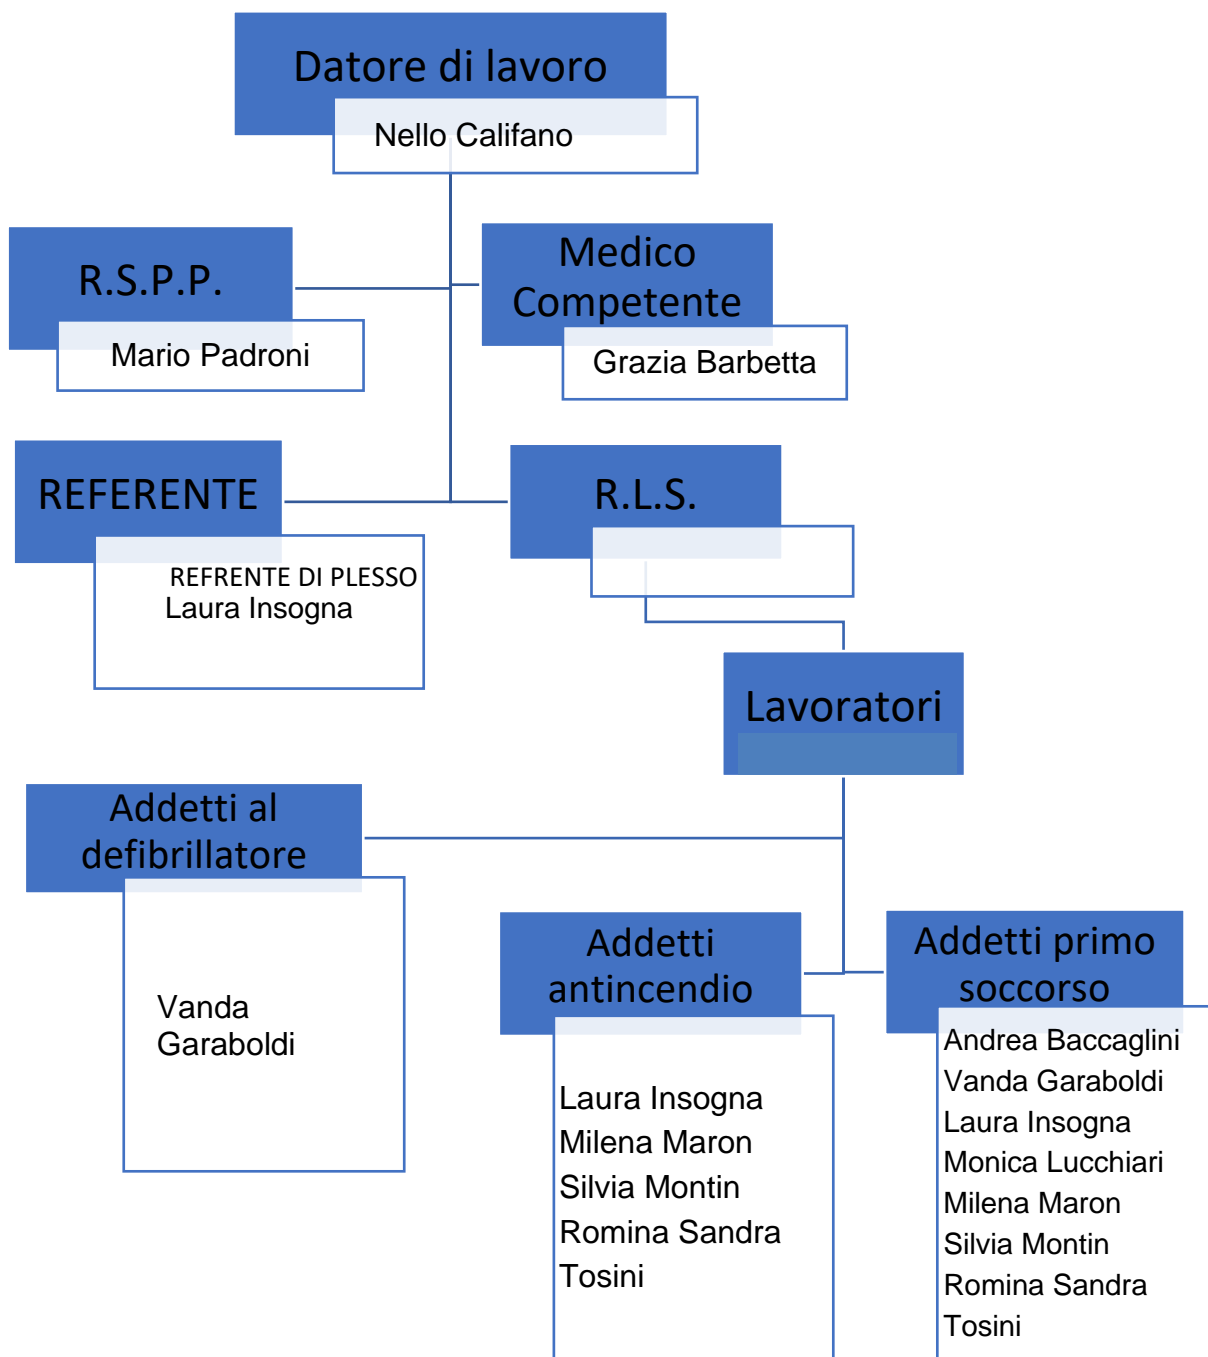 Datore di lavoro
Nello Califano
R.S.P.P.
Mario Padroni
Medico
Competente
Grazia Barbetta
REFERENTE
REFRENTE DI PLESSO
Laura Insogna
R.L.S.
Lavoratori
Addetti al
defibrillatore
Vanda
Garaboldi
Addetti
antincendio
Laura Insogna
Milena Maron
Silvia Montin
Romina Sandra
Tosini
Addetti primo
soccorso
Andrea Baccaglini
Vanda Garaboldi
Laura Insogna
Monica Lucchiari
Milena Maron
Silvia Montin
Romina Sandra
Tosini